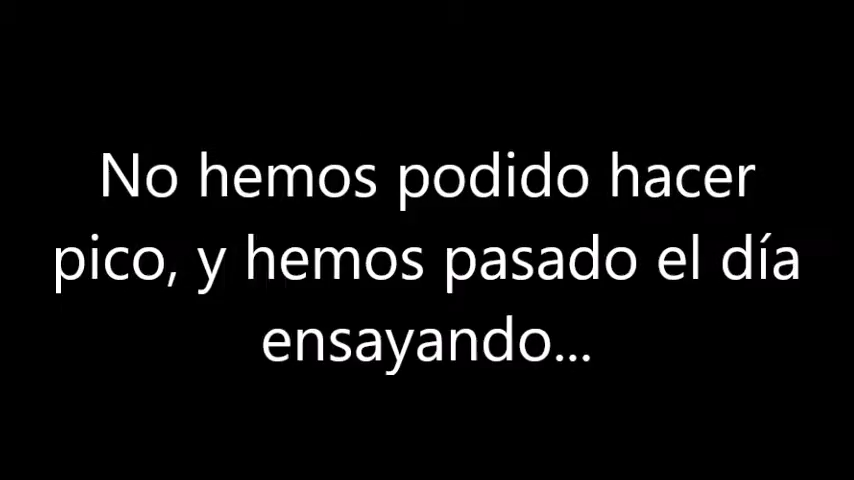 No hemos podido hacer
pico, y hemos pasado el día
ensayando...